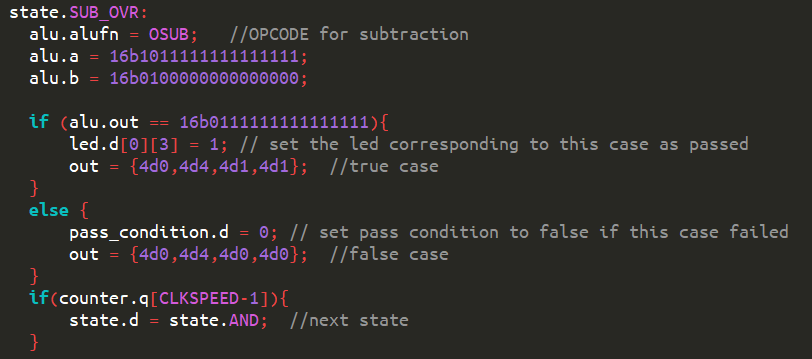 state.SUB_OVR:
  alu.alufn = OSUB;   //OPCODE for subtraction
  alu.a = 16b1011111111111111;
  alu.b = 16b0100000000000000;

  if (alu.out == 16b0111111111111111){
      led.d[0][3] = 1; // set the led corresponding to this case as passed
      out = {4d0,4d4,4d1,4d1};  //true case
  }
  else {
      pass_condition.d = 0; // set pass condition to false if this case failed
      out = {4d0,4d4,4d0,4d0};  //false case
  }
  if(counter.q[CLKSPEED-1]){
      state.d = state.AND;  //next state
  }